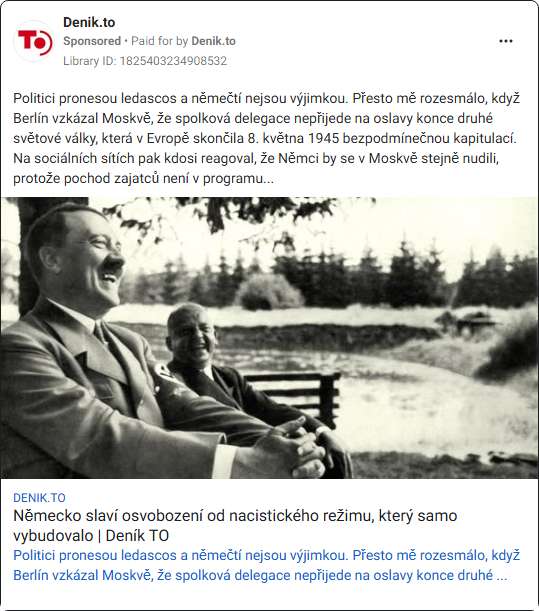 Denik.to
Sponsored • Paid for by Denik.to
Library ID: 1825403234908532
Politici pronesou ledascos a němečtí nejsou výjimkou. Přesto mě rozesmálo, když
Berlín vzkázal Moskvě, že spolková delegace nepřijede na oslavy konce druhé
světové války, která v Evropě skončila 8. května 1945 bezpodmínečnou kapitulací.
Na sociálních sítích pak kdosi reagoval, že Němci by se v Moskvě stejně nudili,
protože pochod zajatců není v programu...
DENIK.TO
Německo slaví osvobození od nacistického režimu, který samo
vybudovalo | Deník TO
Politici pronesou ledascos a němečtí nejsou výjimkou. Přesto mě rozesmálo, když
Berlín vzkázal Moskvě, že spolková delegace nepřijede na oslavy konce druhé ...